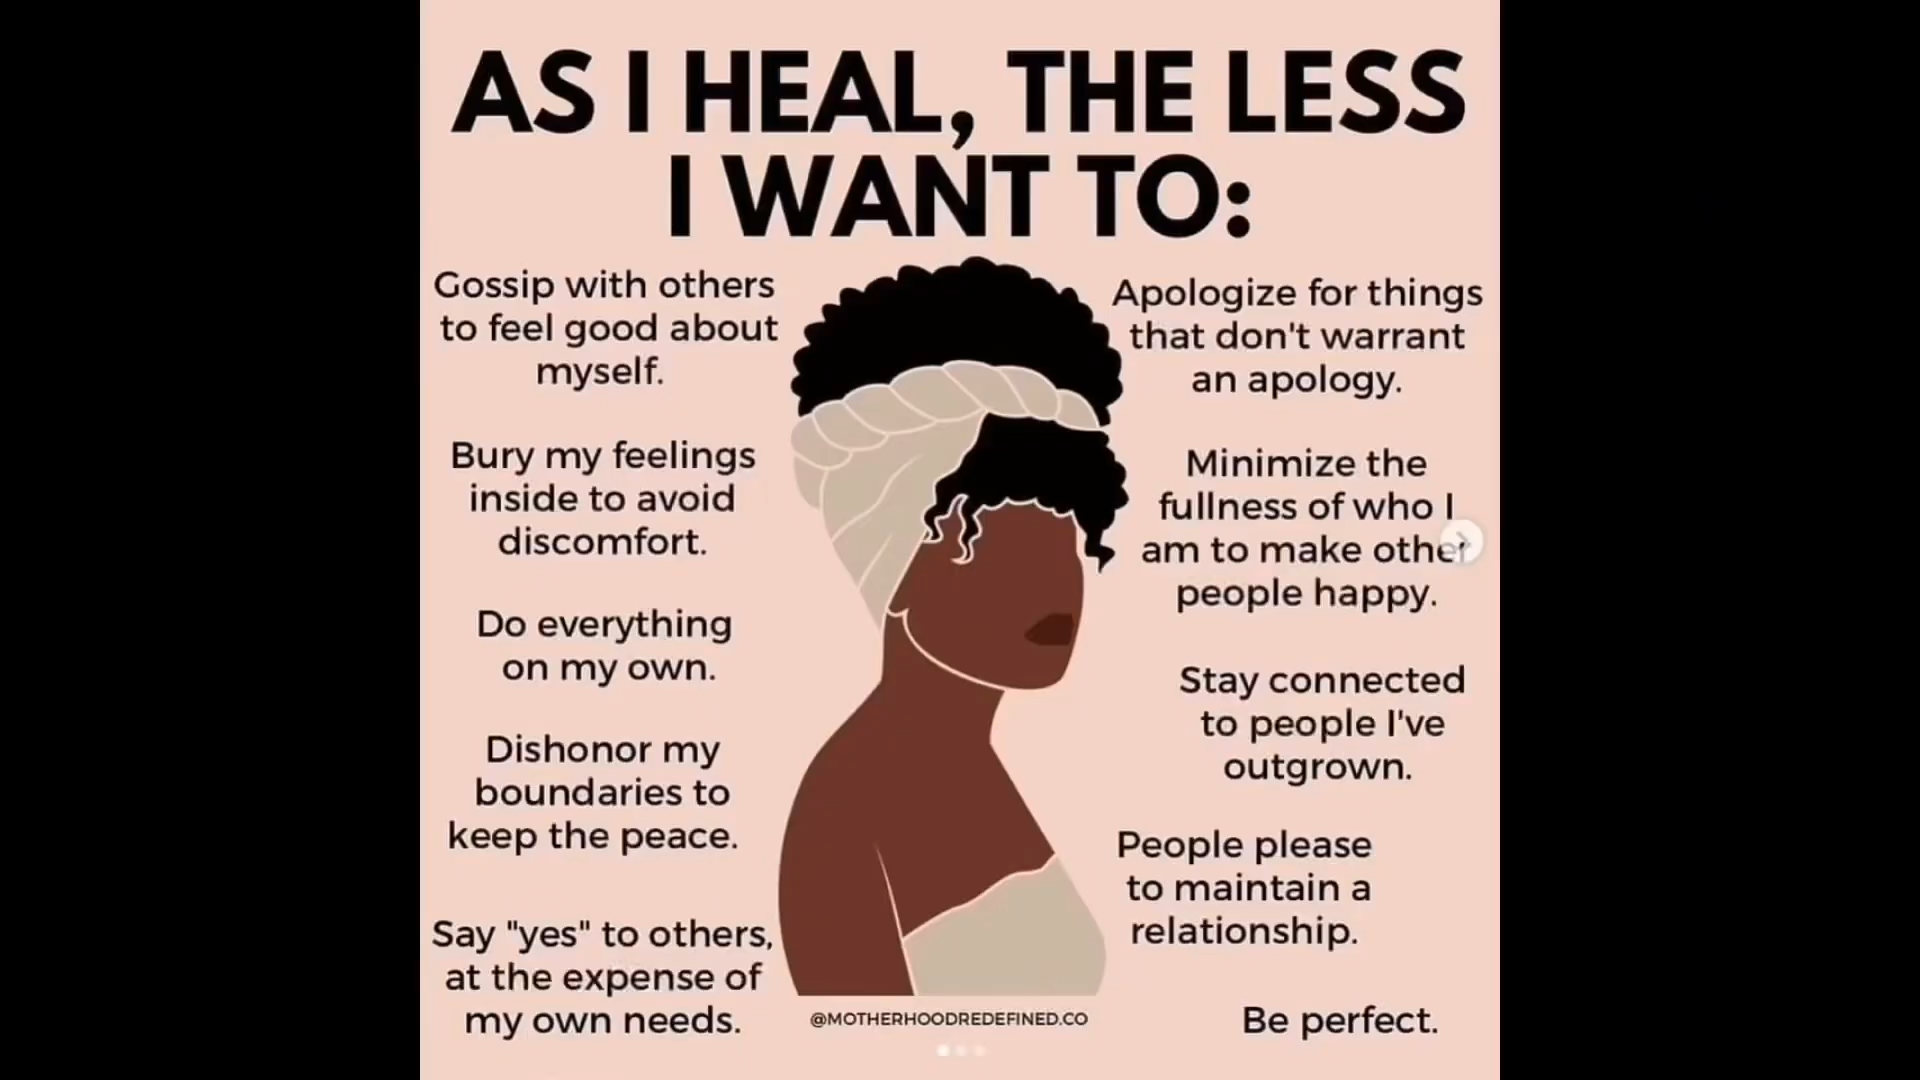 AS I HEAL, THE LESS
I WANT TO:
Gossip with others
to feel good about
myself.
Bury my feelings
inside to avoid
discomfort.
Do everything
on my own.
Dishonor my
boundaries to
keep the peace.
Say "yes" to others,
at the expense of
my own needs.
Apologize for things
that don't warrant
an apology.
Minimize the
fullness of who I
am to make other
people happy.
Stay connected
to people I've
outgrown.
People please
to maintain a
relationship.
Be perfect.
@MOTHERHOODREDEFINED.CO